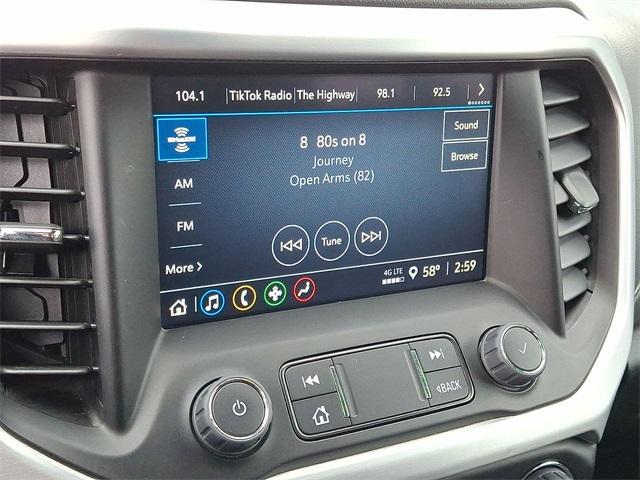 104.1 TikTok Radio The Highway 98.1 92.5
SiriusXM
8 80s on 8
Journey
Open Arms (82)
Sound
Browse
AM
FM
More
Tune
4G LTE
58° 2:59
BACK